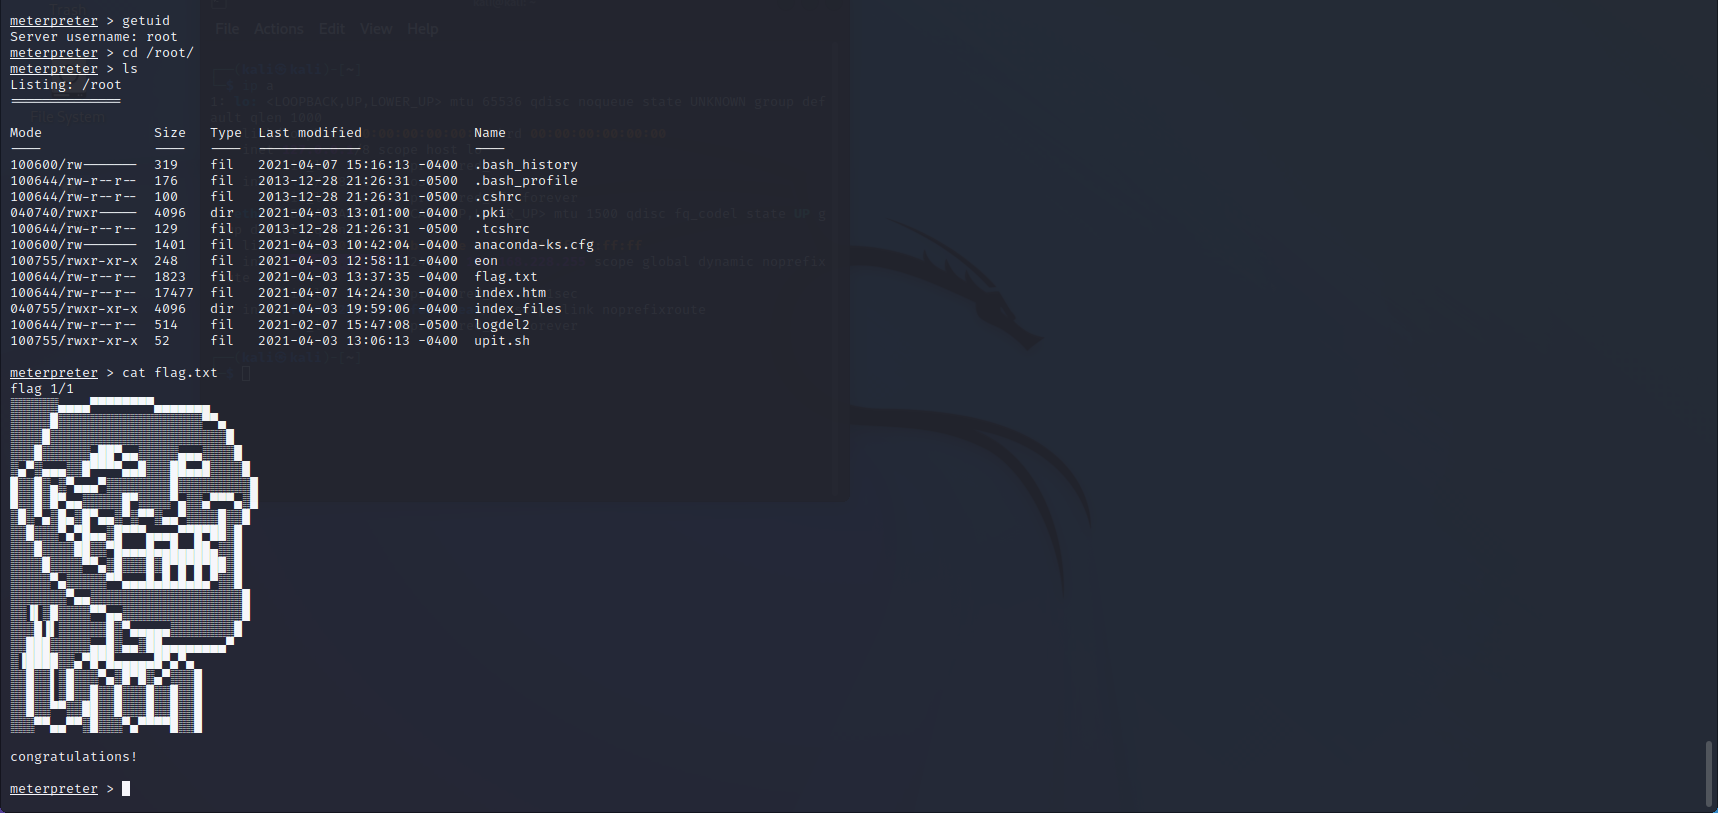 meterpreter > getuid
Server username: root
meterpreter > cd /root/
meterpreter > ls
Listing: /root
==============
Mode Size Type Last modified Name
---- ---- ---- ------------- ----
100600/rw------- 319 fil 2021-04-07 15:16:13 -0400 .bash_history
100644/rw-r--r-- 176 fil 2013-12-28 21:26:31 -0500 .bash_profile
100644/rw-r--r-- 100 fil 2013-12-28 21:26:31 -0500 .cshrc
040740/rwxr----- 4096 dir 2021-04-03 13:01:00 -0400 .pki
100644/rw-r--r-- 129 fil 2013-12-28 21:26:31 -0500 .tcshrc
100600/rw------- 1401 fil 2021-04-03 10:42:04 -0400 anaconda-ks.cfg
100755/rwxr-xr-x 248 fil 2021-04-03 12:58:11 -0400 eon
100644/rw-r--r-- 1823 fil 2021-04-03 13:37:35 -0400 flag.txt
100644/rw-r--r-- 17477 fil 2021-04-07 14:24:30 -0400 index.htm
040755/rwxr-xr-x 4096 dir 2021-04-03 19:59:06 -0400 index_files
100644/rw-r--r-- 514 fil 2021-02-07 15:47:08 -0500 logdel2
100755/rwxr-xr-x 52 fil 2021-04-03 13:06:13 -0400 upit.sh
meterpreter > cat flag.txt
flag 1/1
congratulations!
meterpreter >
File Actions Edit View Help
File System